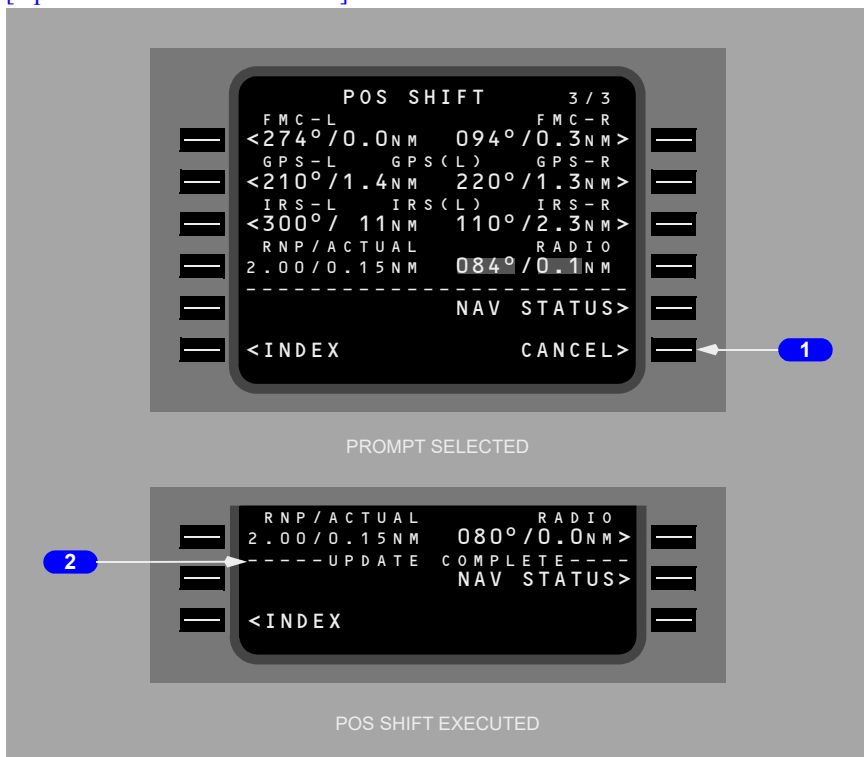 POS SHIFT 3/3
FMC-L FMC-R
<274°/0.0NM 094°/0.3NM>
GPS-L GPS(L) GPS-R
<210°/1.4NM 220°/1.3NM>
IRS-L IRS(L) IRS-R
<300°/ 11NM 110°/2.3NM>
RNP/ACTUAL RADIO
2.00/0.15NM 084°/0.1NM
------------------------
NAV STATUS>
<INDEX CANCEL>
1
PROMPT SELECTED
RNP/ACTUAL RADIO
2.00/0.15NM 080°/0.0NM>
2
-----UPDATE COMPLETE----
NAV STATUS>
<INDEX
POS SHIFT EXECUTED